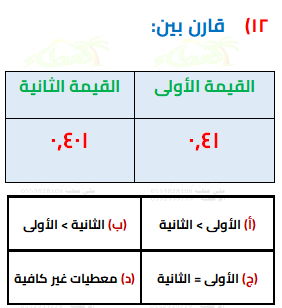 ١٢) قارن بين:
القيمة الأولى القيمة الثانية
٠,٤١ ٠,٤٠١
(أ) الأولى > الثانية (ب) الثانية > الأولى
(ج) الأولى = الثانية (د) معطيات غير كافية